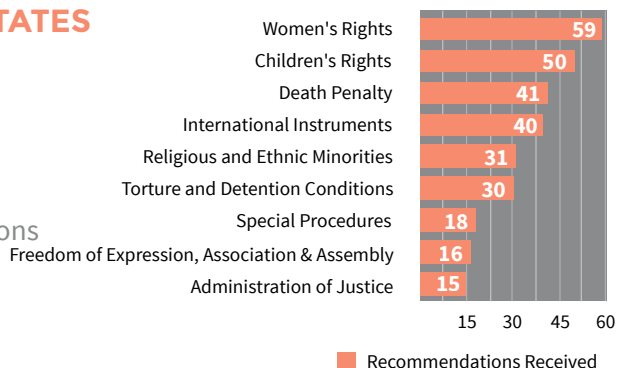 Women's Rights 59
Children's Rights 50
Death Penalty 41
International Instruments 40
Religious and Ethnic Minorities 31
Torture and Detention Conditions 30
Special Procedures 18
Freedom of Expression, Association & Assembly 16
Administration of Justice 15
15 30 45 60
Recommendations Received